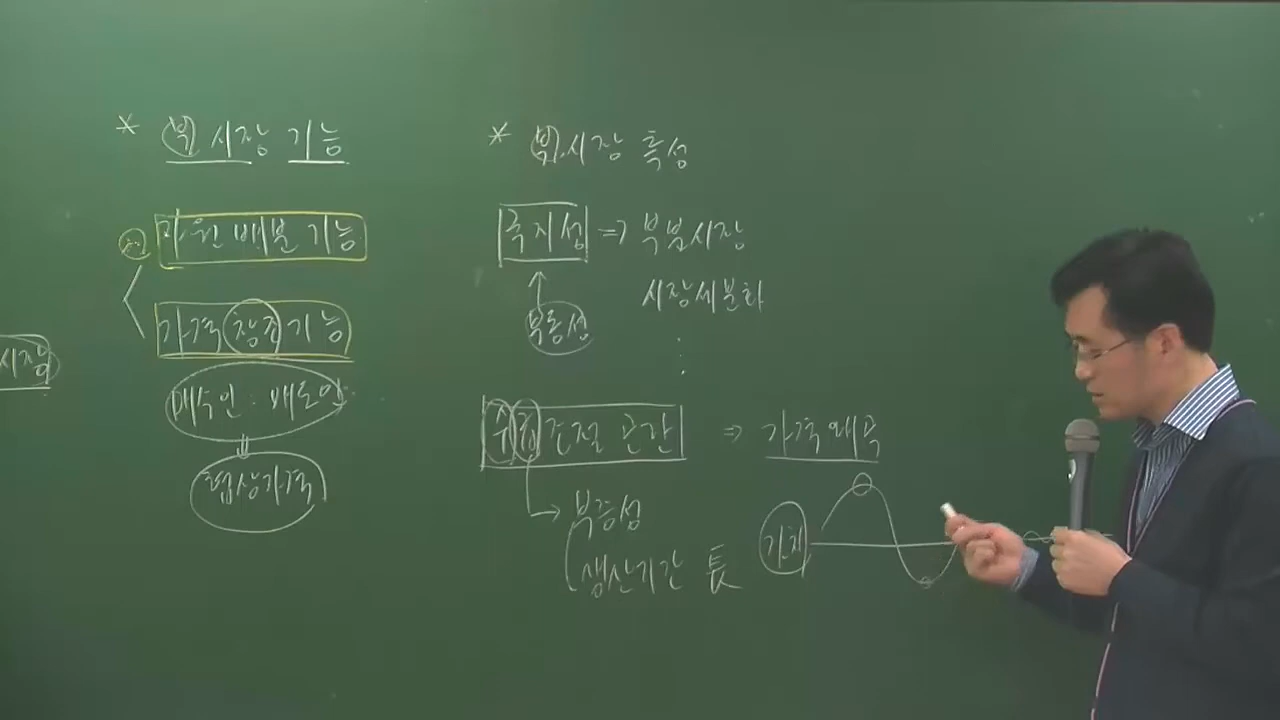 * 부 시장 기능
자원 배분 기능
가격 창조 기능
매수인 : 매도인
협상가격
시장
* 부.시장 특성
국지성 ⇒ 부분시장
시장세분화
부동성
수급 조절 곤란 ⇒ 가격 왜곡
부증성
생산기간 長
가치